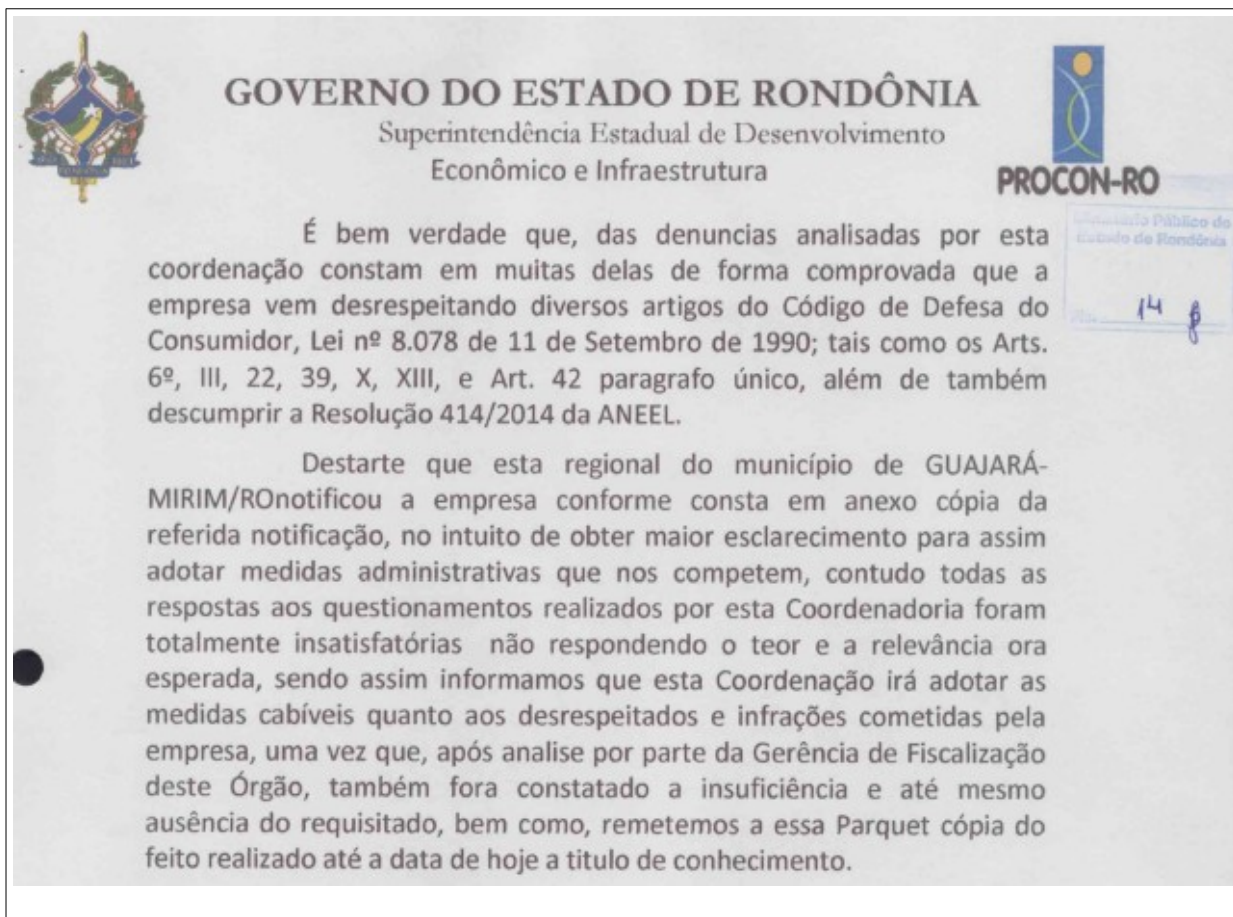 GOVERNO DO ESTADO DE RONDÔNIA
Superintendência Estadual de Desenvolvimento
Econômico e Infraestrutura
PROCON-RO
Ministério Público do
Estado de Rondônia
14
É bem verdade que, das denuncias analisadas por esta
coordenação constam em muitas delas de forma comprovada que a
empresa vem desrespeitando diversos artigos do Código de Defesa do
Consumidor, Lei nº 8.078 de 11 de Setembro de 1990; tais como os Arts.
6º, III, 22, 39, X, XIII, e Art. 42 paragrafo único, além de também
descumprir a Resolução 414/2014 da ANEEL.
Destarte que esta regional do município de GUAJARÁ-
MIRIM/ROnotificou a empresa conforme consta em anexo cópia da
referida notificação, no intuito de obter maior esclarecimento para assim
adotar medidas administrativas que nos competem, contudo todas as
respostas aos questionamentos realizados por esta Coordenadoria foram
totalmente insatisfatórias não respondendo o teor e a relevância ora
esperada, sendo assim informamos que esta Coordenação irá adotar as
medidas cabíveis quanto aos desrespeitados e infrações cometidas pela
empresa, uma vez que, após analise por parte da Gerência de Fiscalização
deste Órgão, também fora constatado a insuficiência e até mesmo
ausência do requisitado, bem como, remetemos a essa Parquet cópia do
feito realizado até a data de hoje a titulo de conhecimento.